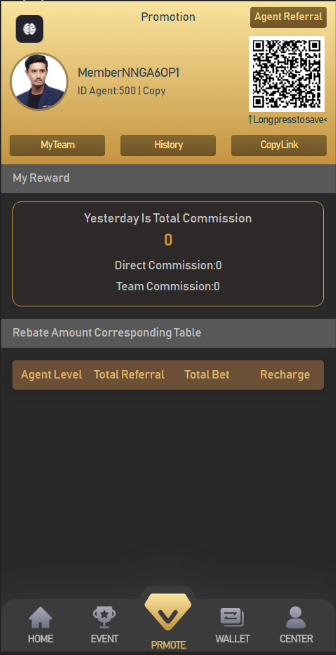 Promotion
Agent Referral
MemberNNGA6OP1
ID Agent:500 | Copy
↑Longpresstosave<
MyTeam
History
CopyLink
My Reward
Yesterday Is Total Commission
0
Direct Commission:0
Team Commission:0
Rebate Amount Corresponding Table
Agent Level Total Referral Total Bet Recharge
HOME EVENT PRMOTE WALLET CENTER